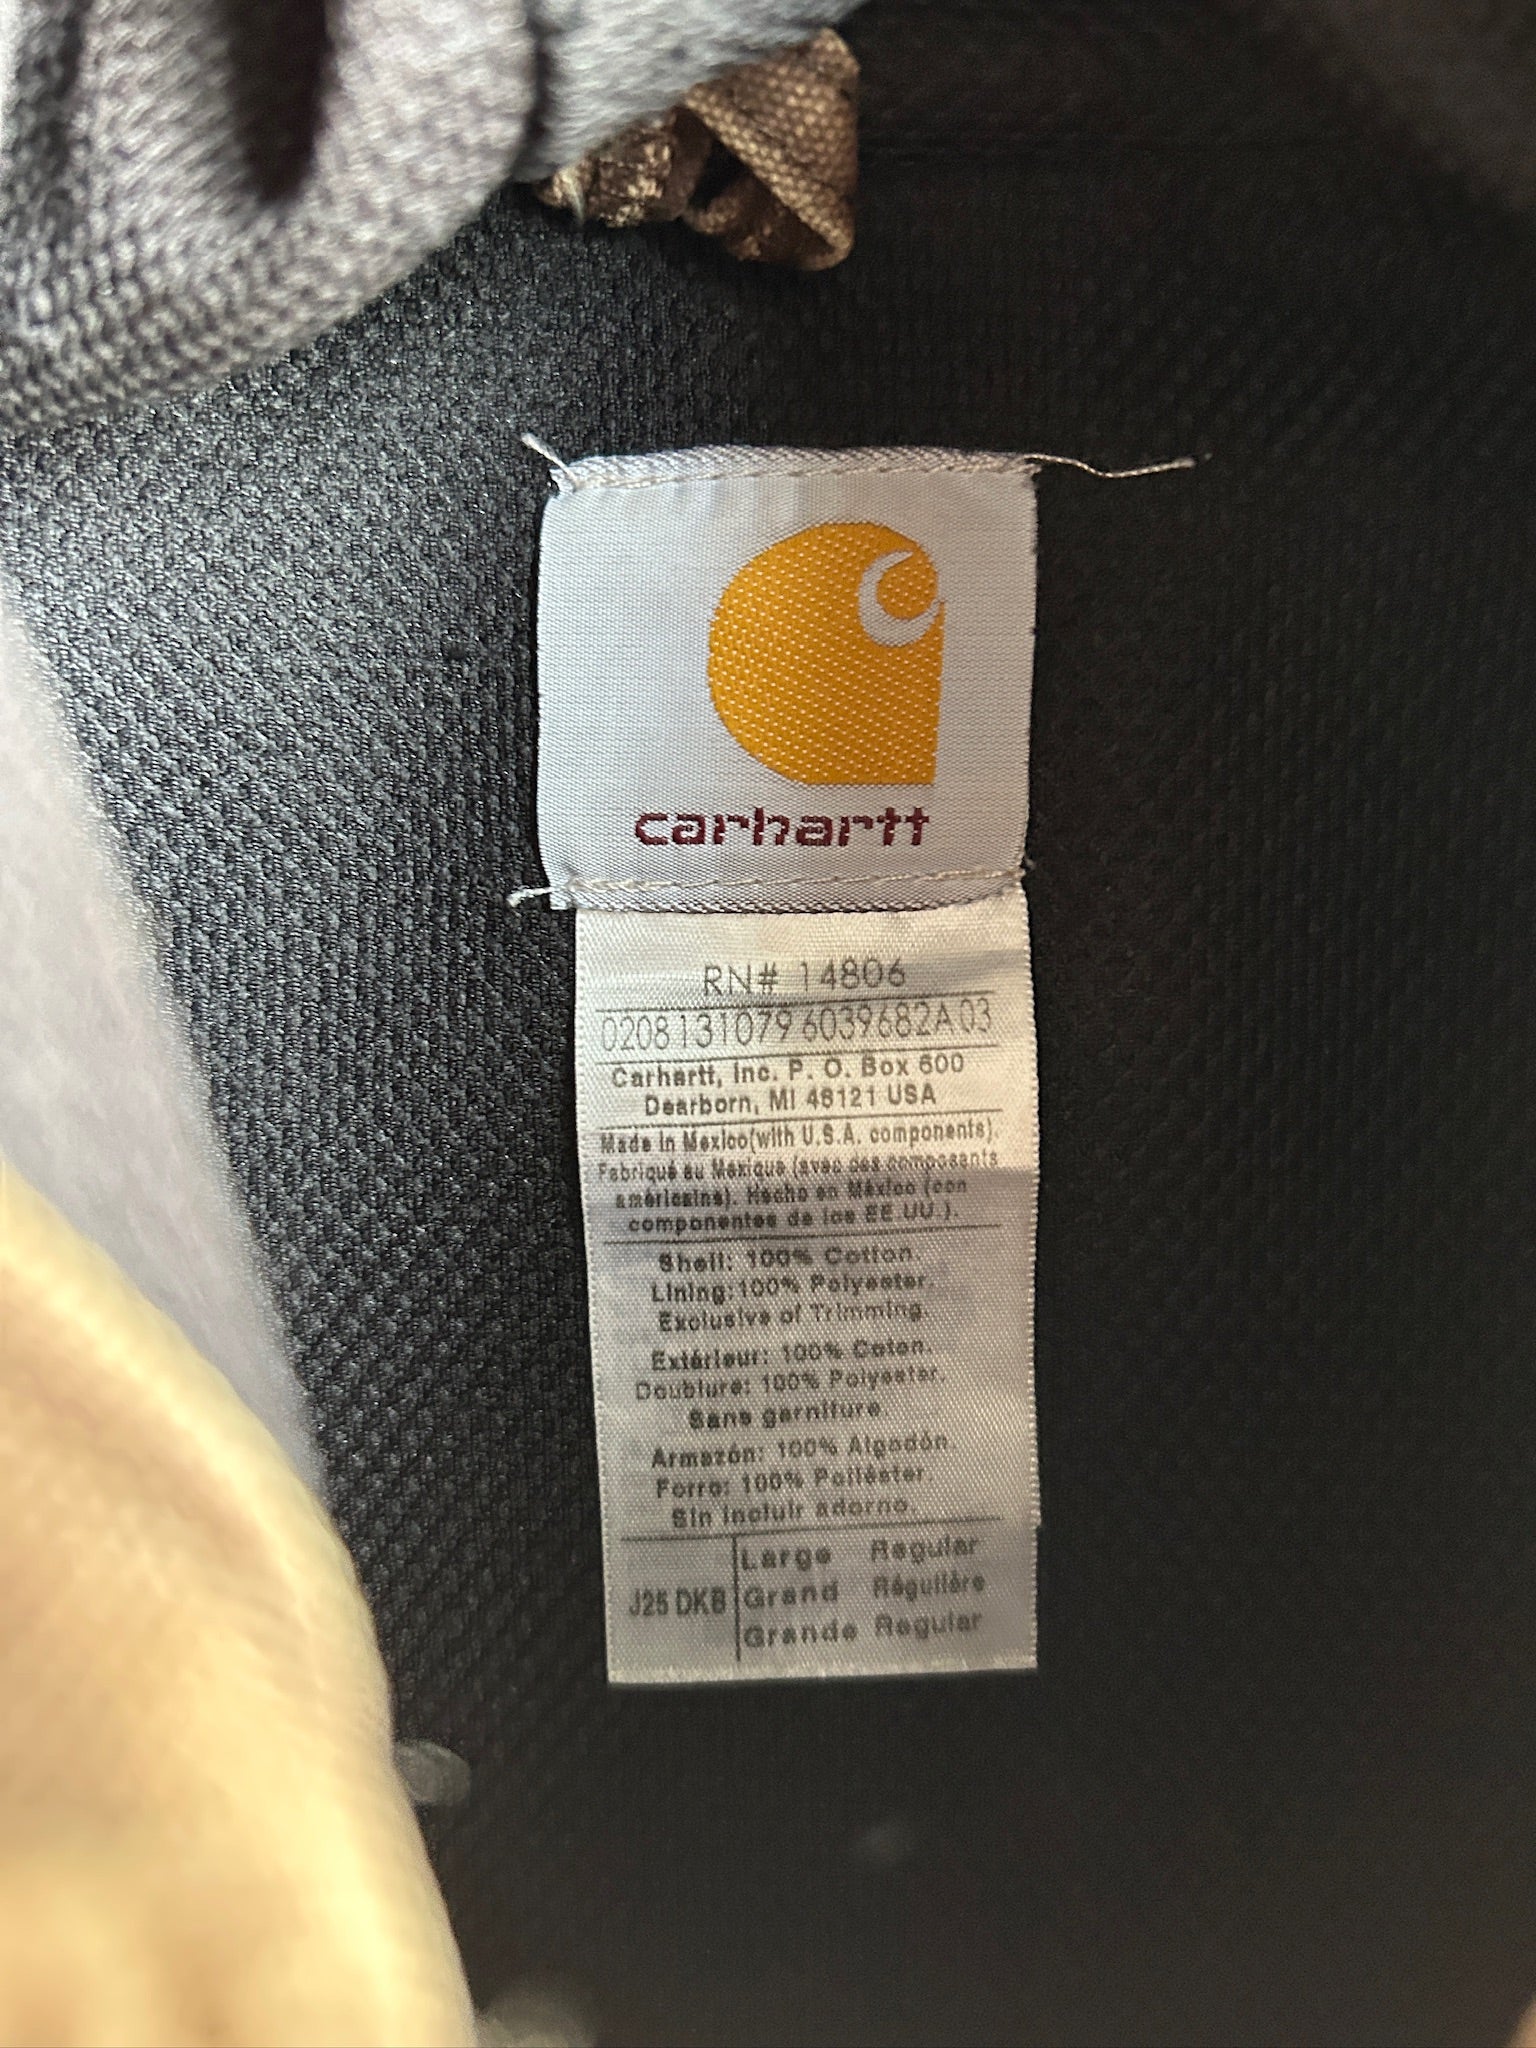 carhartt
RN# 14806
0208131079 6039682A 03
Carhartt, Inc. P. O. Box 600
Dearborn, MI 48121 USA
Made in Mexico(with U.S.A. components).
Fabriqué au Mexique (avec des composants
américains). Hecho en México (con
componentes de los EE UU.).
Shell: 100% Cotton.
Lining:100% Polyester.
Exclusive of Trimming.
Extérieur: 100% Coton.
Doublure: 100% Polyester.
Sans garniture.
Armazón: 100% Algodón.
Forro: 100% Poliéster.
Sin incluir adorno.
J25 DKB
Large Regular
Grand Régulière
Grande Regular